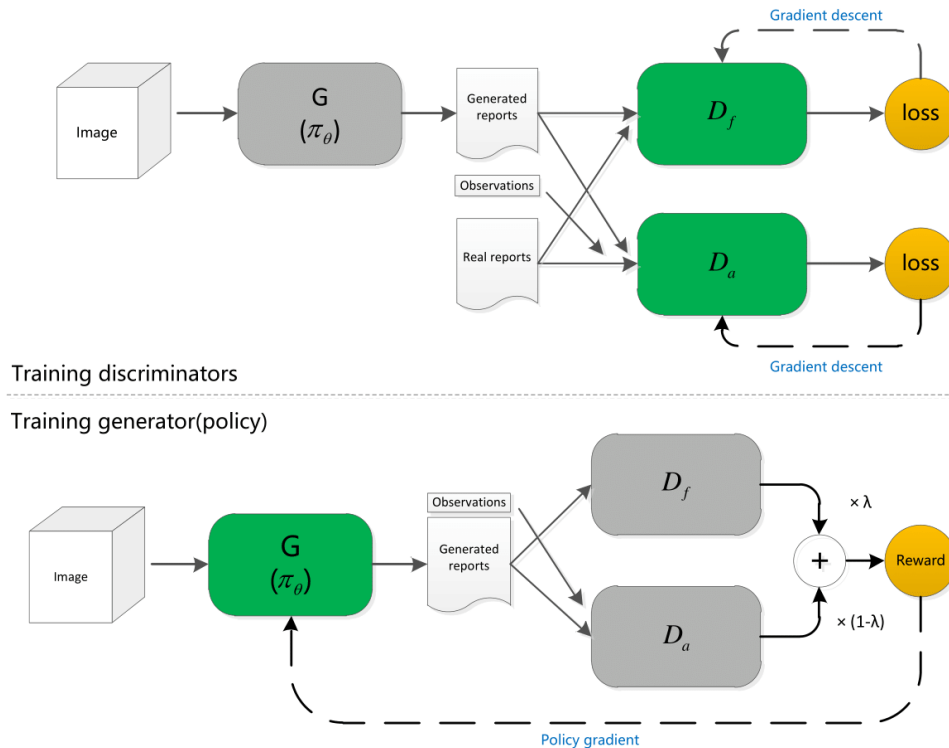 Gradient descent
Image
G
(π_θ)
Generated
reports
D_f
loss
Observations
Real reports
D_a
loss
Gradient descent
Training discriminators
Training generator(policy)
Observations
Image
G
(π_θ)
Generated
reports
D_f
× λ
+
Reward
D_a
× (1-λ)
Policy gradient